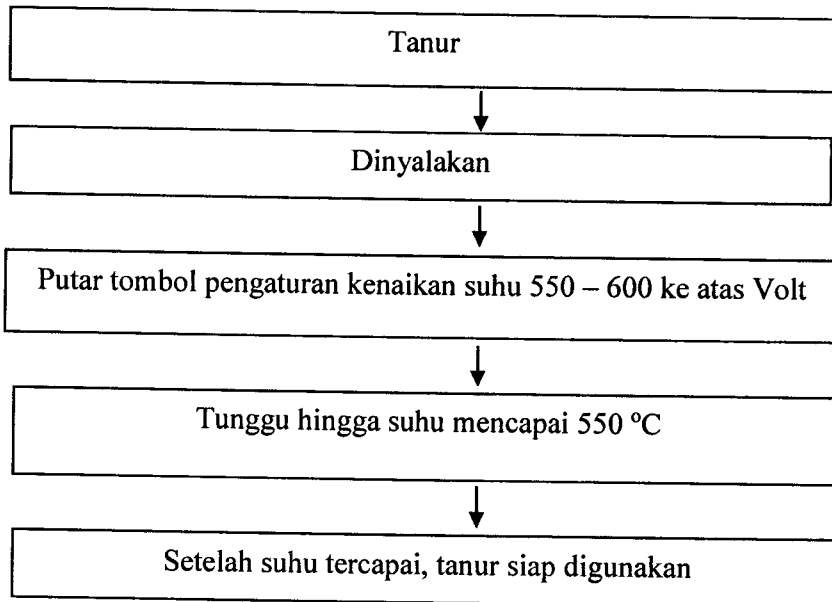 Tanur
Dinyalakan
Putar tombol pengaturan kenaikan suhu 550 – 600 ke atas Volt
Tunggu hingga suhu mencapai 550 °C
Setelah suhu tercapai, tanur siap digunakan